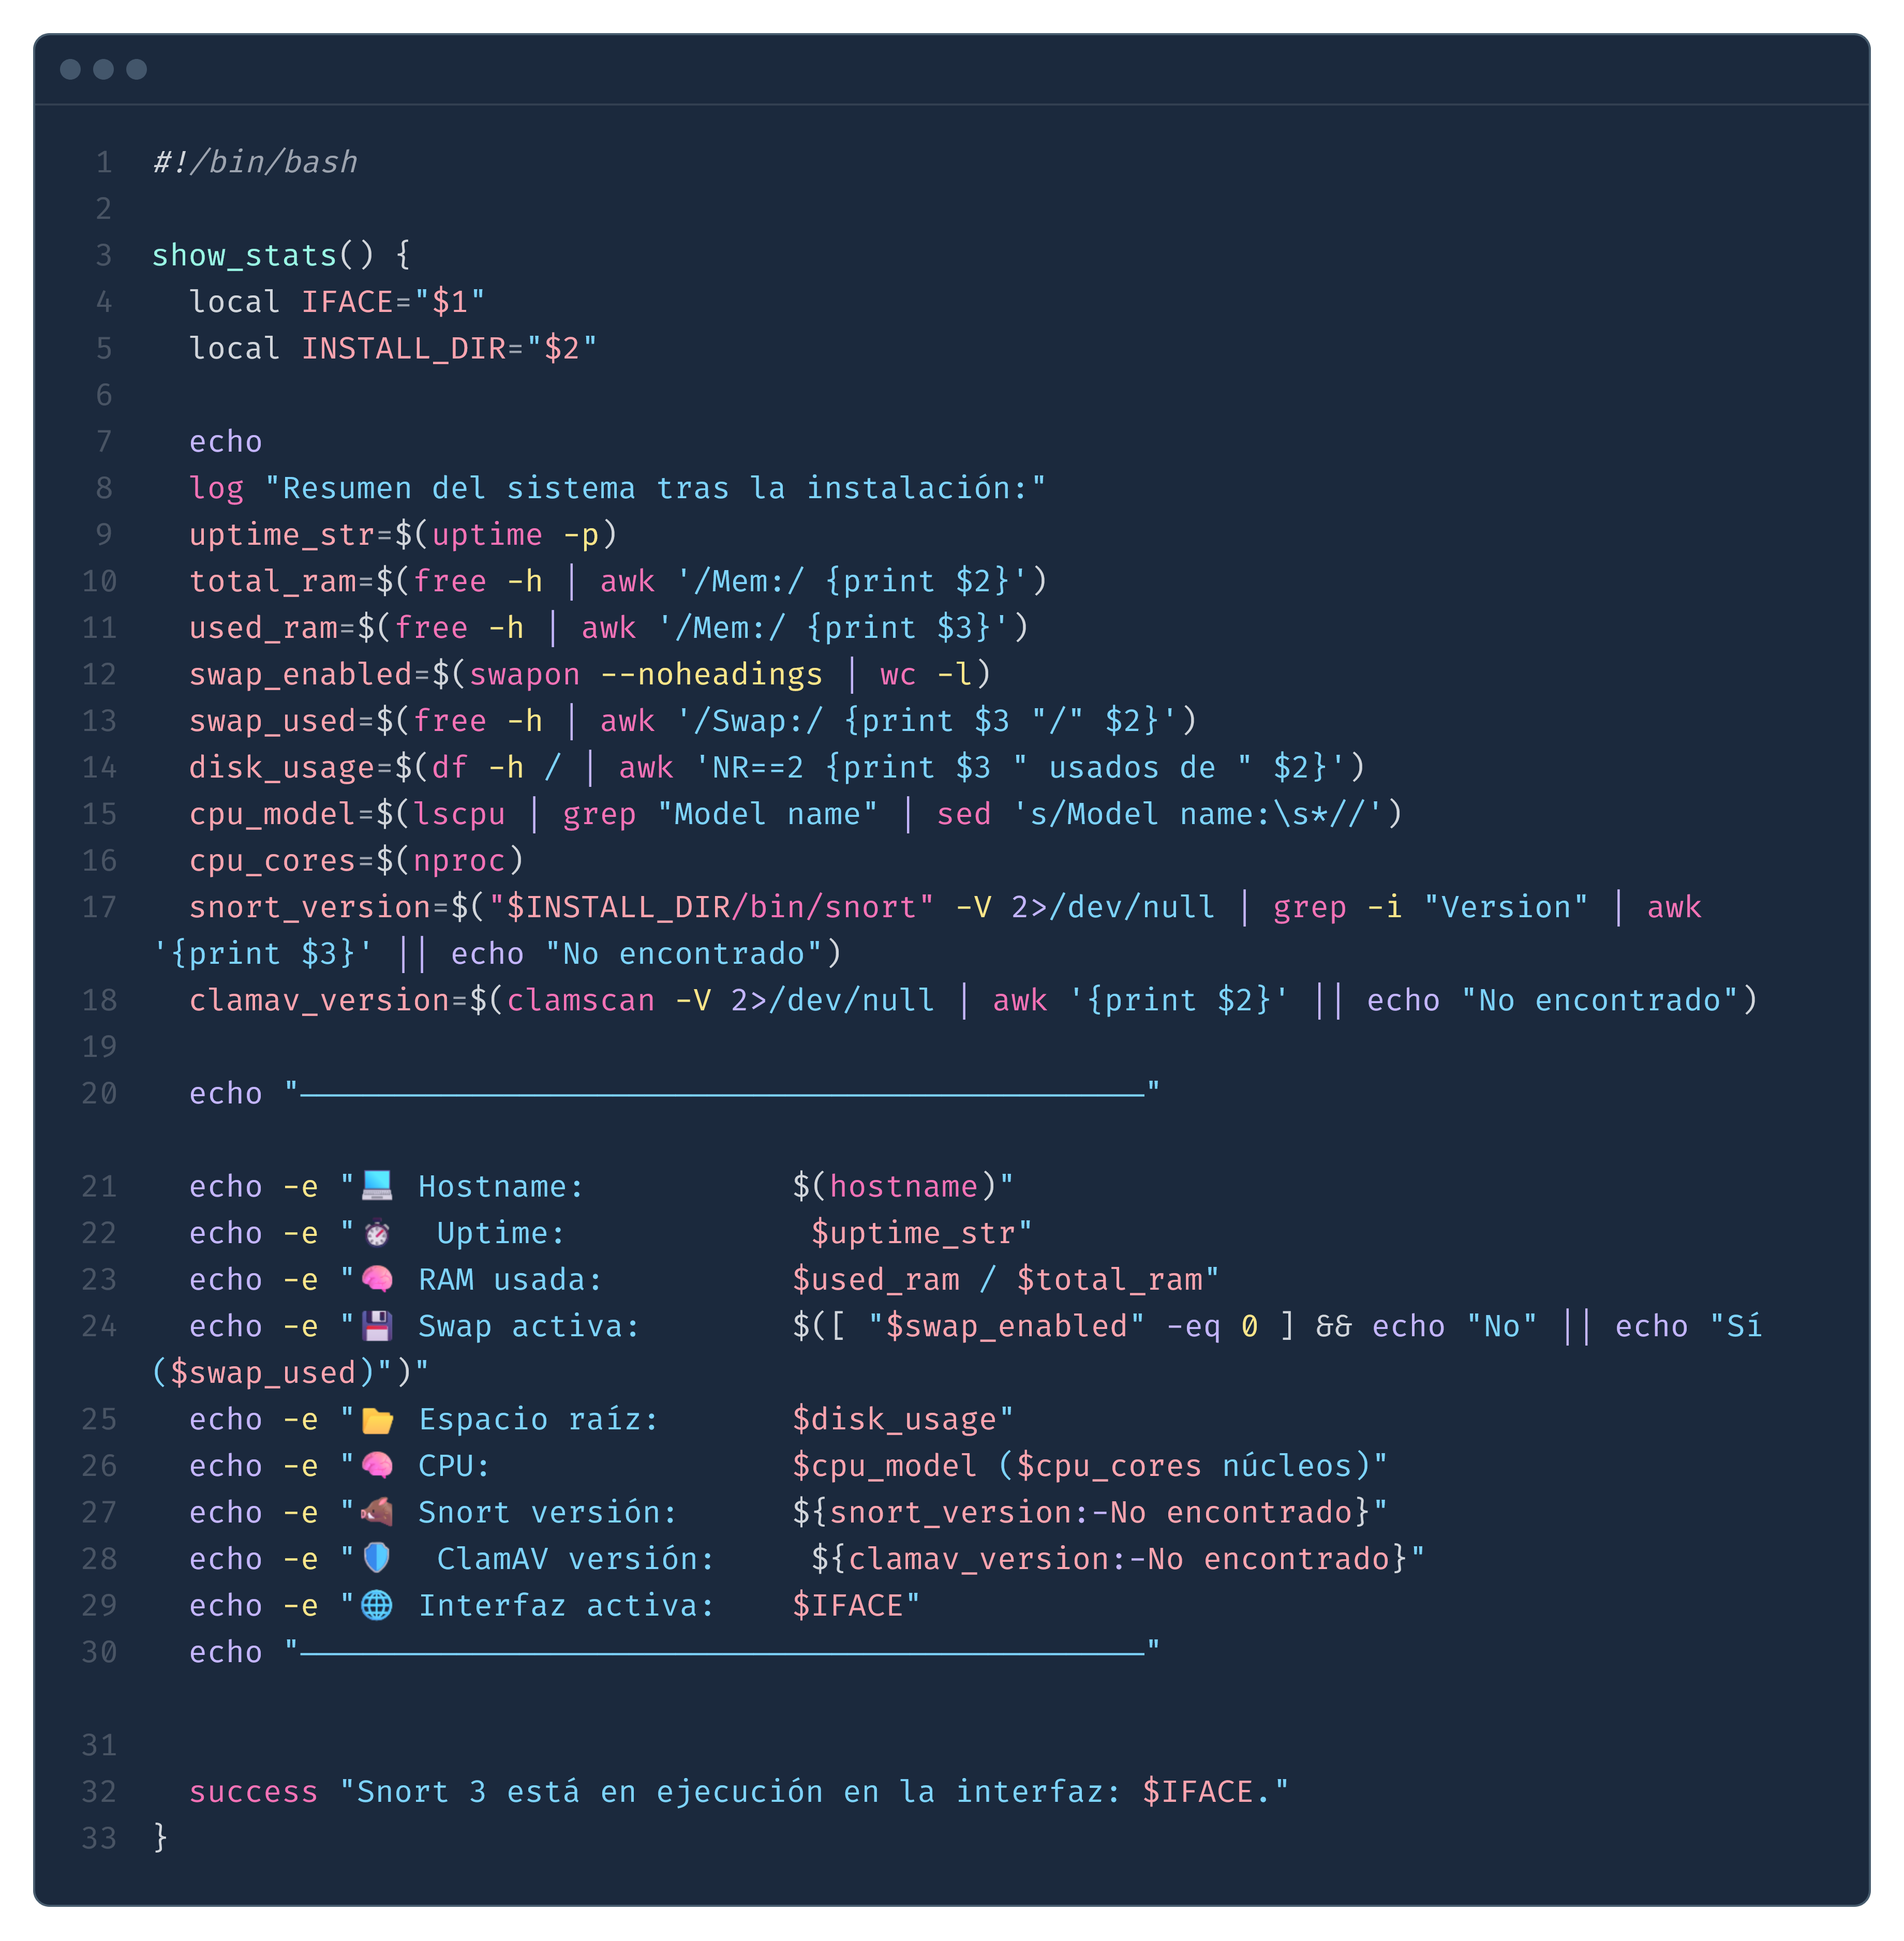 1 #!/bin/bash
2
3 show_stats() {
4   local IFACE="$1"
5   local INSTALL_DIR="$2"
6
7   echo
8   log "Resumen del sistema tras la instalación:"
9   uptime_str=$(uptime -p)
10   total_ram=$(free -h | awk '/Mem:/ {print $2}')
11   used_ram=$(free -h | awk '/Mem:/ {print $3}')
12   swap_enabled=$(swapon --noheadings | wc -l)
13   swap_used=$(free -h | awk '/Swap:/ {print $3 "/" $2}')
14   disk_usage=$(df -h / | awk 'NR==2 {print $3 " usados de " $2}')
15   cpu_model=$(lscpu | grep "Model name" | sed 's/Model name:\s*//')
16   cpu_cores=$(nproc)
17   snort_version=$("$INSTALL_DIR/bin/snort" -V 2>/dev/null | grep -i "Version" | awk
'{print $3}' || echo "No encontrado")
18   clamav_version=$(clamscan -V 2>/dev/null | awk '{print $2}' || echo "No encontrado")
19
20   echo "─────────────────────────────────────────────"
21   echo -e "💻 Hostname:           $(hostname)"
22   echo -e "⏱️  Uptime:             $uptime_str"
23   echo -e "🧠 RAM usada:          $used_ram / $total_ram"
24   echo -e "💾 Swap activa:        $([ "$swap_enabled" -eq 0 ] && echo "No" || echo "Sí
($swap_used)")"
25   echo -e "📂 Espacio raíz:       $disk_usage"
26   echo -e "🧠 CPU:                $cpu_model ($cpu_cores núcleos)"
27   echo -e "🐗 Snort versión:      ${snort_version:-No encontrado}"
28   echo -e "🛡️  ClamAV versión:     ${clamav_version:-No encontrado}"
29   echo -e "🌐 Interfaz activa:    $IFACE"
30   echo "─────────────────────────────────────────────"
31
32   success "Snort 3 está en ejecución en la interfaz: $IFACE."
33 }